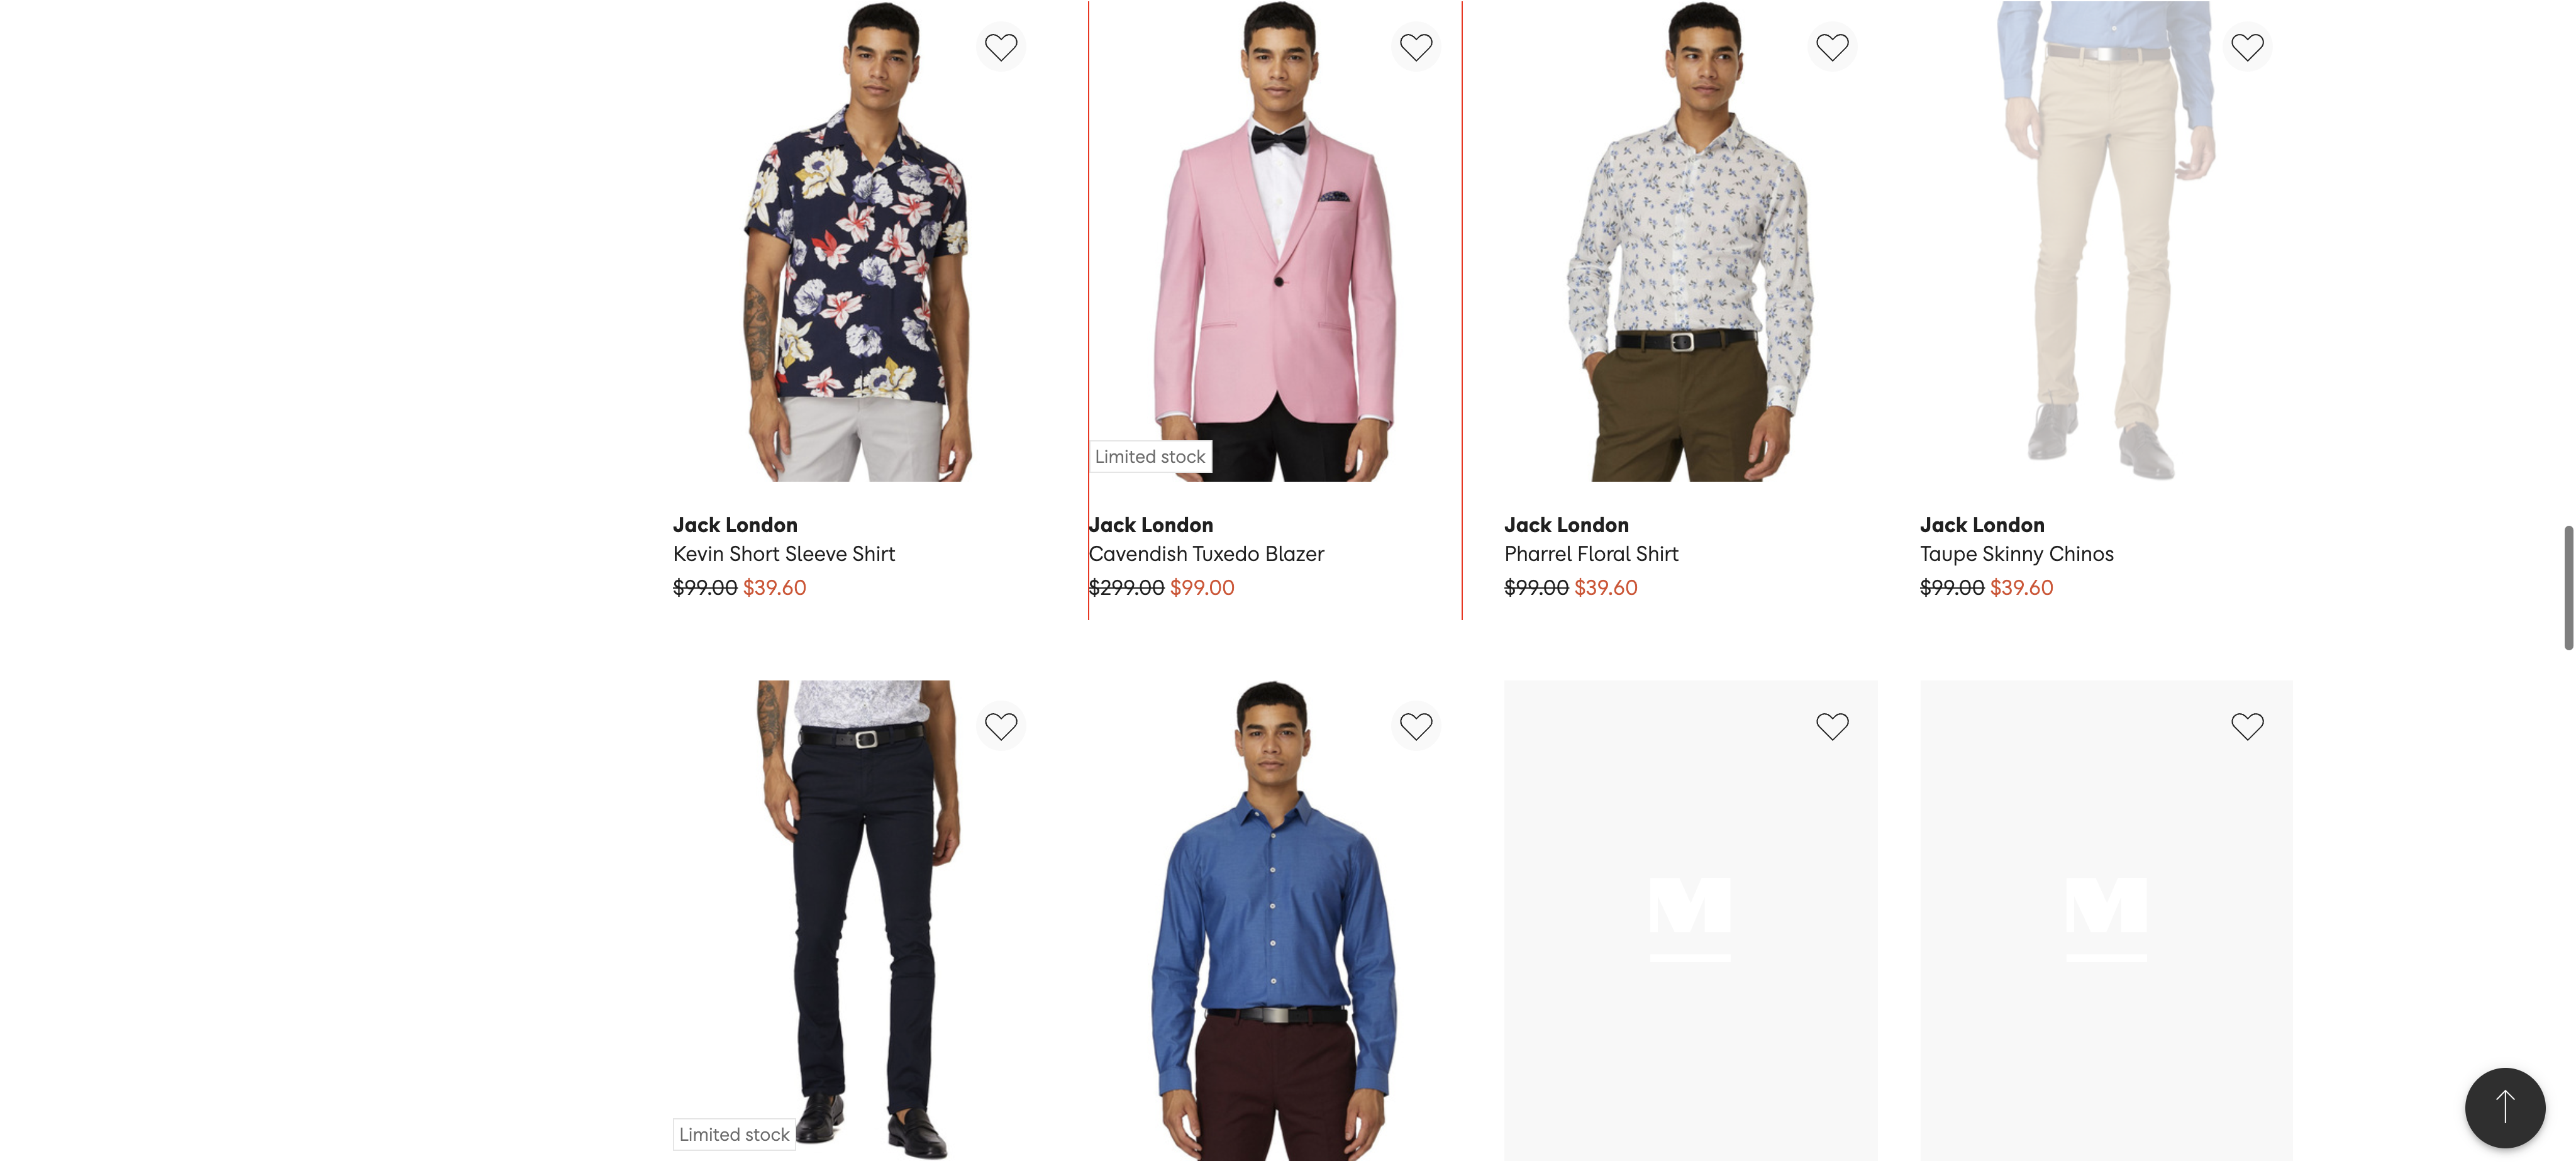 Limited stock
Jack London
Kevin Short Sleeve Shirt
$99.00 $39.60
Jack London
Cavendish Tuxedo Blazer
$299.00 $99.00
Jack London
Pharrel Floral Shirt
$99.00 $39.60
Jack London
Taupe Skinny Chinos
$99.00 $39.60
M
M
Limited stock